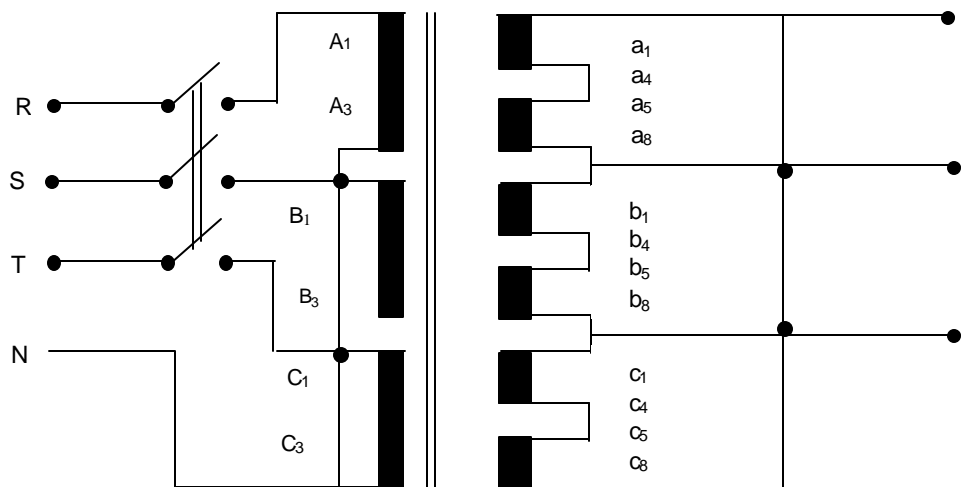 A₁
a₁
a₄
R
A₃
a₅
a₈
S
B₁
b₁
b₄
T
b₅
B₃
b₈
N
C₁
c₁
c₄
C₃
c₅
c₈